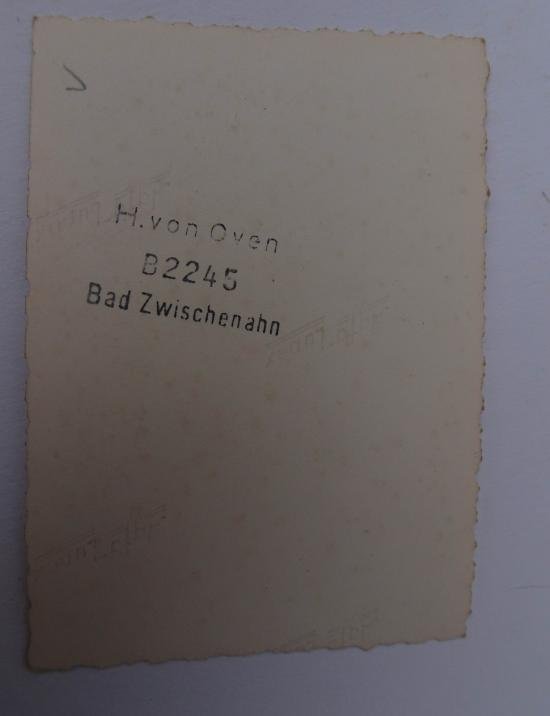 H. von Oven
B2245
Bad Zwischenahn